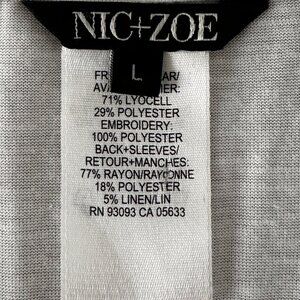 NIC+ZOE
L
71% LYOCELL
29% POLYESTER
EMBROIDERY:
100% POLYESTER
BACK+SLEEVES/
RETOUR+MANCHES:
77% RAYON/RAYONNE
18% POLYESTER
5% LINEN/LIN
RN 93093 CA 05633